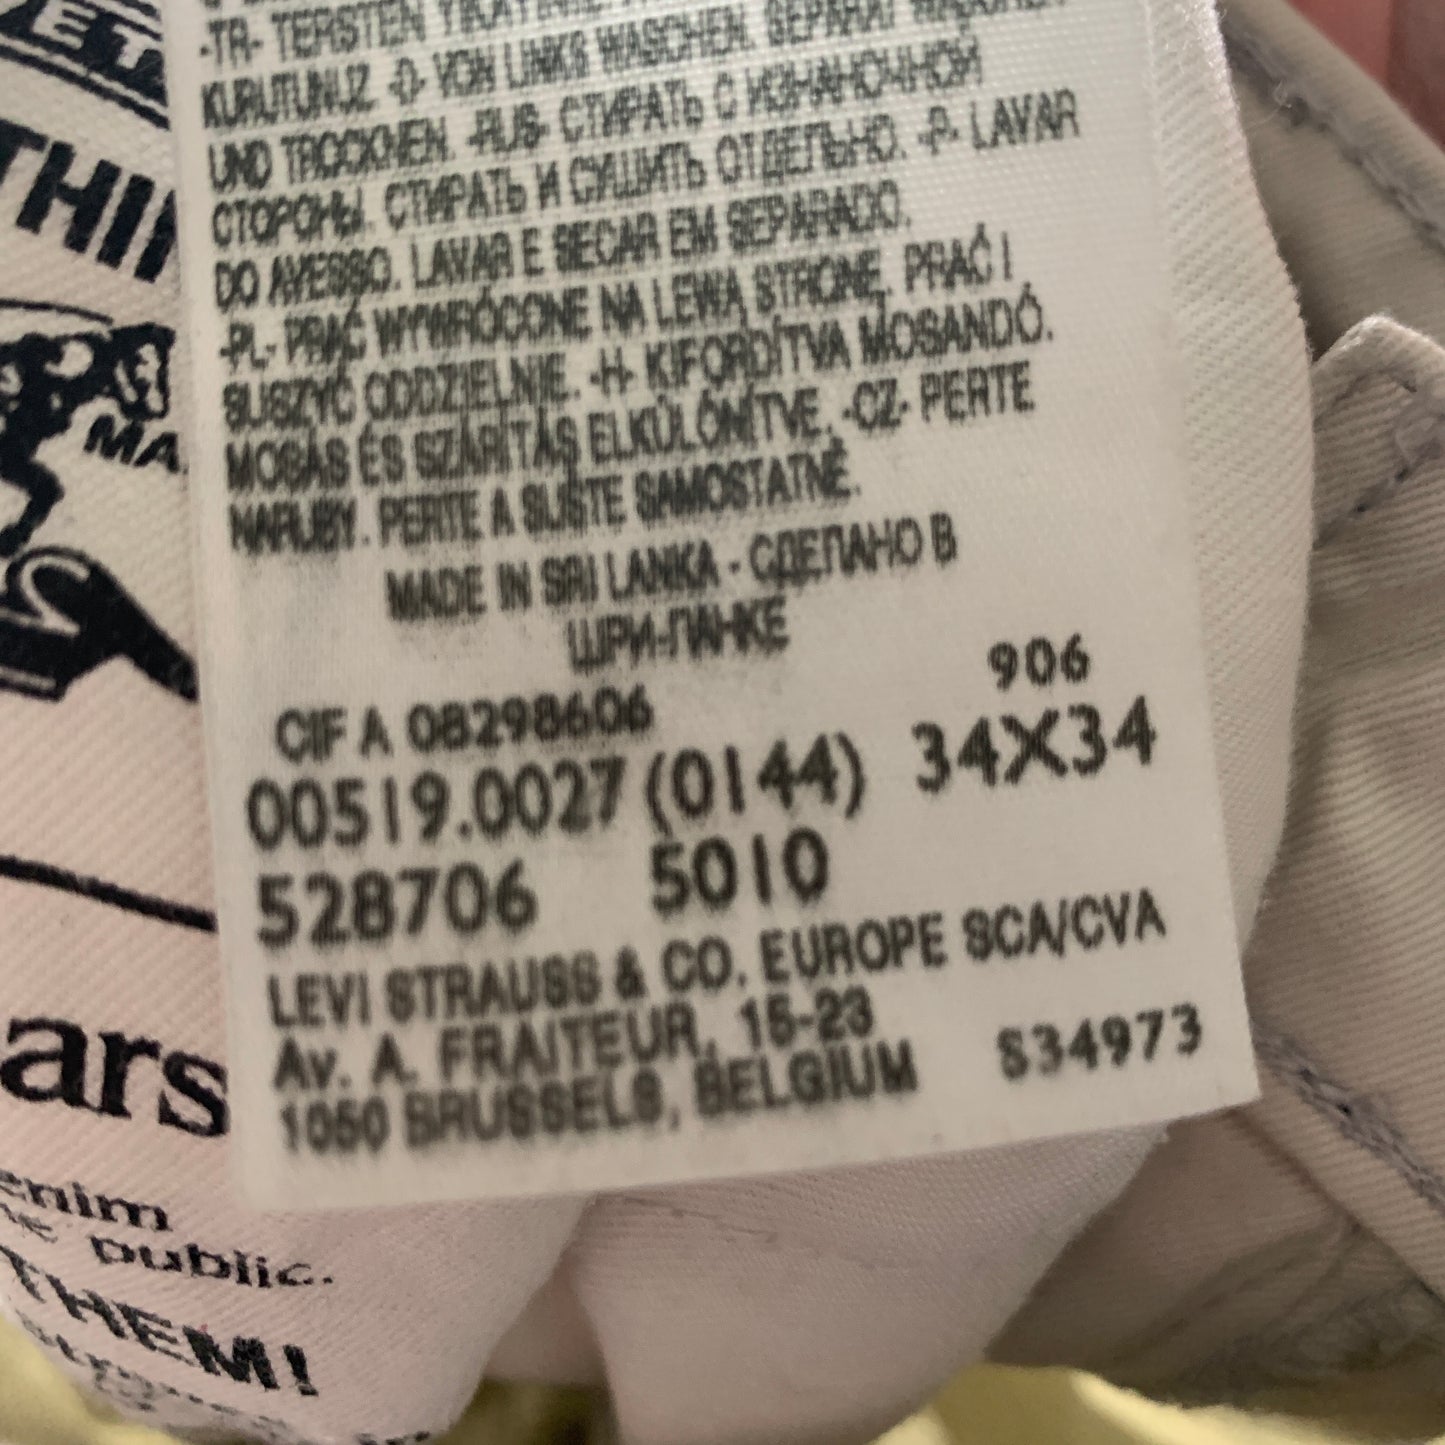 -TR- TERSTEN
KURUTUNUZ. -D- VON LINKS WASCHEN. SEPARAT
UND TROCKNEN. -RUS- СТИРАТЬ С ИЗНАНОЧНОЙ
СТОРОНЫ. СТИРАТЬ И СУШИТЬ ОТДЕЛЬНО. -P- LAVAR
DO AVESSO. LAVAR E SECAR EM SEPARADO.
-PL- PRAĆ WYWRÓCONE NA LEWĄ STRONĘ. PRAĆ I
SUSZYĆ ODDZIELNIE. -H- KIFORDÍTVA MOSANDÓ.
MOSÁS ÉS SZÁRÍTÁS ELKÜLÖNÍTVE. -CZ- PERTE
NARUBY. PERTE A SUŠTE SAMOSTATNĚ.
MADE IN SRI LANKA - СДЕЛАНО В
ШРИ-ЛАНКЕ
906
CIF A 08298606
00519.0027 (0144) 34X34
528706 5010
LEVI STRAUSS & CO. EUROPE SCA/CVA
Av. A. FRAITEUR, 15-23
1050 BRUSSELS, BELGIUM S34973
ET
THI
MA
ars
enim
public.
THEM!